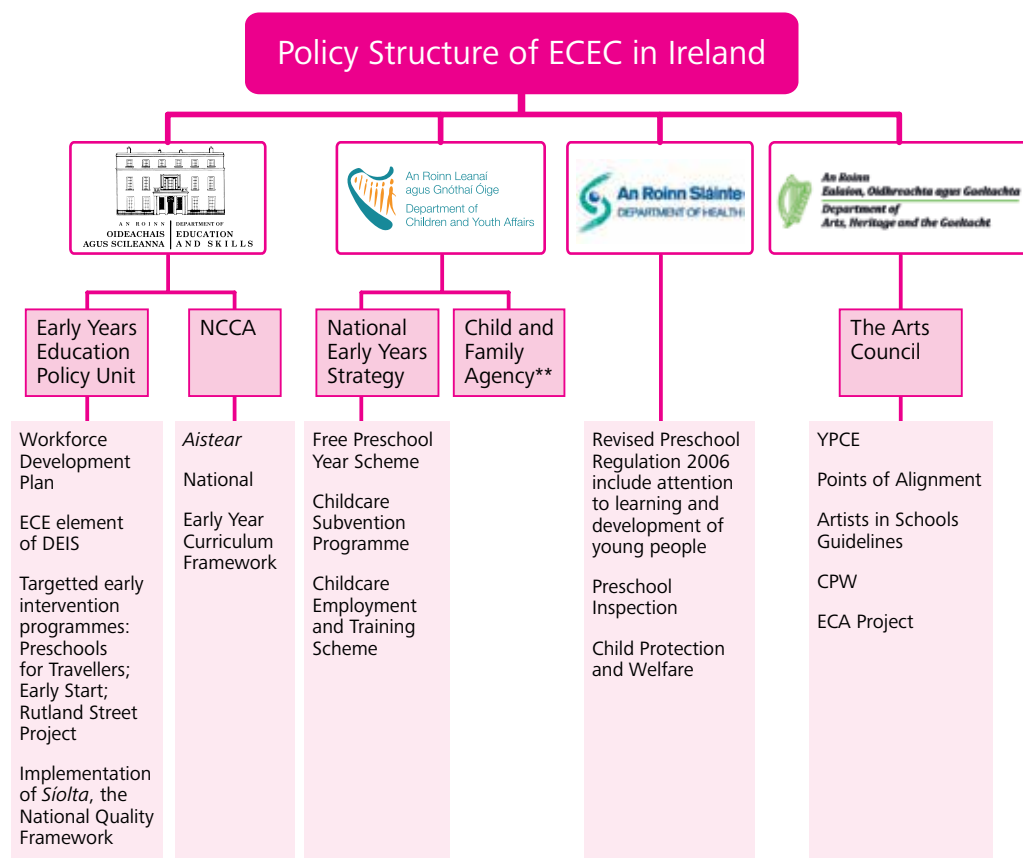 Policy Structure of ECEC in Ireland
AN ROINN
OIDEACHAIS
AGUS SCILEANNA
DEPARTMENT OF
EDUCATION
AND SKILLS
An Roinn Leanaí
agus Gnóthaí Óige
Department of
Children and Youth Affairs
An Roinn Sláinte
DEPARTMENT OF HEALTH
An Roinn
Ealaíon, Oidhreachta agus Gaeltachta
Department of
Arts, Heritage and the Gaeltacht
Early Years
Education
Policy Unit
NCCA
National
Early Years
Strategy
Child and
Family
Agency**
The Arts
Council
Workforce
Development
Plan
ECE element
of DEIS
Targetted early
intervention
programmes:
Preschools
for Travellers;
Early Start;
Rutland Street
Project
Implementation
of Síolta, the
National Quality
Framework
Aistear
National
Early Year
Curriculum
Framework
Free Preschool
Year Scheme
Childcare
Subvention
Programme
Childcare
Employment
and Training
Scheme
Revised Preschool
Regulation 2006
include attention
to learning and
development of
young people
Preschool
Inspection
Child Protection
and Welfare
YPCE
Points of Alignment
Artists in Schools
Guidelines
CPW
ECA Project